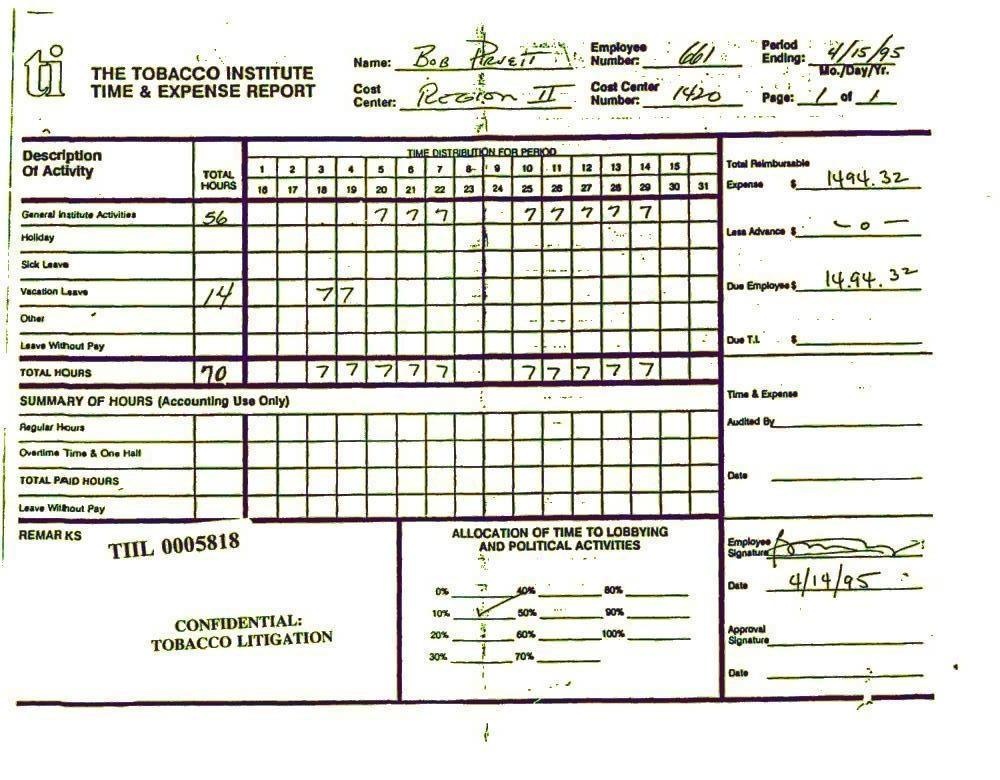 ti
THE TOBACCO INSTITUTE
TIME & EXPENSE REPORT
Name: Bob
Employee Number: 661
Period Ending: 4/15/95
Mo./Day/Yr.
Cost Center: Region II
Cost Center Number: 1420
Page: 1 of 1
Description Of Activity
TOTAL HOURS
TIME DISTRIBUTION FOR PERIOD
1 2 3 4 5 6 7 8 9 10 11 12 13 14 15
16 17 18 19 20 21 22 23 24 25 26 27 28 29 30 31
General Institute Activities 56 7 7 7 7 7 7 7 7
Holiday
Sick Leave
Vacation Leave 14 7 7
Other
Leave Without Pay
TOTAL HOURS 70 7 7 7 7 7 7 7 7 7 7
SUMMARY OF HOURS (Accounting Use Only)
Regular Hours
Overtime Time & One Half
TOTAL PAID HOURS
Leave Without Pay
Total Reimbursable
Expense $ 1494.32
Less Advance $ -0-
Due Employee $ 14.94.32
Due T.I. $
Time & Expense
Audited By
Date
Employee Signature
Date 4/14/95
Approval Signature
Date
REMARKS
TIIL 0005818
CONFIDENTIAL:
TOBACCO LITIGATION
ALLOCATION OF TIME TO LOBBYING
AND POLITICAL ACTIVITIES
0% 40% 80%
10% ✓ 50% 90%
20% 60% 100%
30% 70%